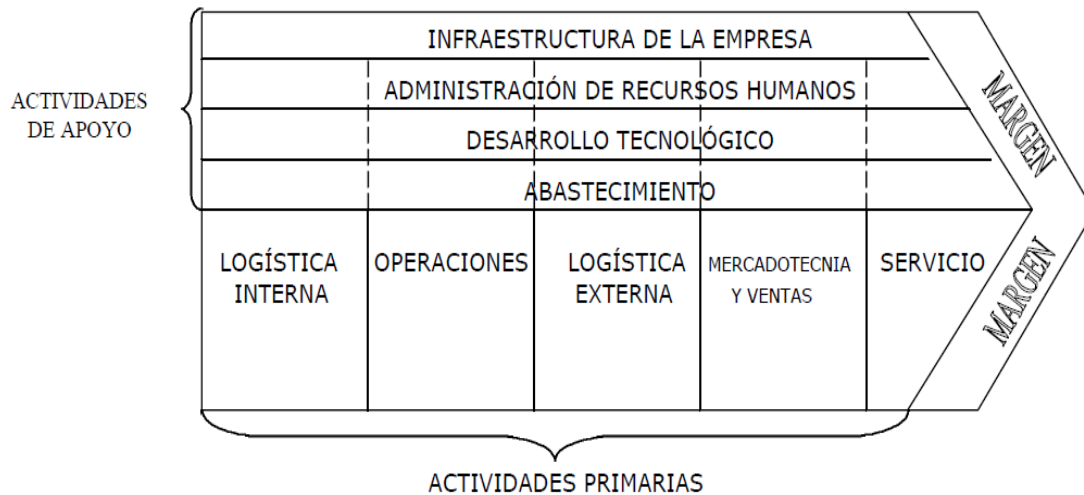 INFRAESTRUCTURA DE LA EMPRESA
ACTIVIDADES
DE APOYO
ADMINISTRACIÓN DE RECURSOS HUMANOS
DESARROLLO TECNOLÓGICO
ABASTECIMIENTO
MARGEN
LOGÍSTICA
INTERNA
OPERACIONES
LOGÍSTICA
EXTERNA
MERCADOTECNIA
Y VENTAS
SERVICIO
MARGEN
ACTIVIDADES PRIMARIAS